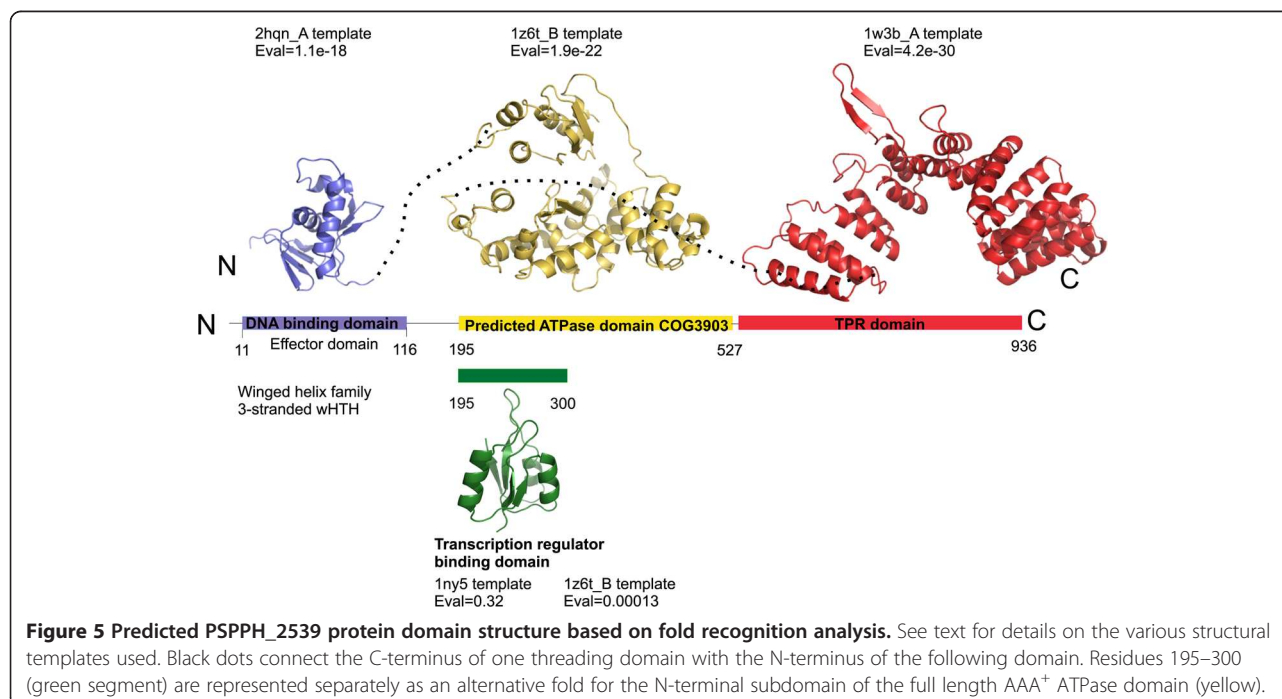 2hqn_A template
Eval=1.1e-18
1z6t_B template
Eval=1.9e-22
1w3b_A template
Eval=4.2e-30
N
C
N
DNA binding domain
Predicted ATPase domain COG3903
TPR domain
C
11
Effector domain
116
195
527
936
Winged helix family
3-stranded wHTH
195
300
Transcription regulator
binding domain
1ny5 template
Eval=0.32
1z6t_B template
Eval=0.00013
Figure 5 Predicted PSPPH_2539 protein domain structure based on fold recognition analysis. See text for details on the various structural
templates used. Black dots connect the C-terminus of one threading domain with the N-terminus of the following domain. Residues 195–300
(green segment) are represented separately as an alternative fold for the N-terminal subdomain of the full length AAA⁺ ATPase domain (yellow).